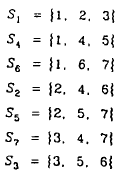 S₁ = {1, 2, 3}
S₄ = {1, 4, 5}
S₆ = {1, 6, 7}
S₂ = {2, 4, 6}
S₅ = {2, 5, 7}
S₇ = {3, 4, 7}
S₃ = {3, 5, 6}